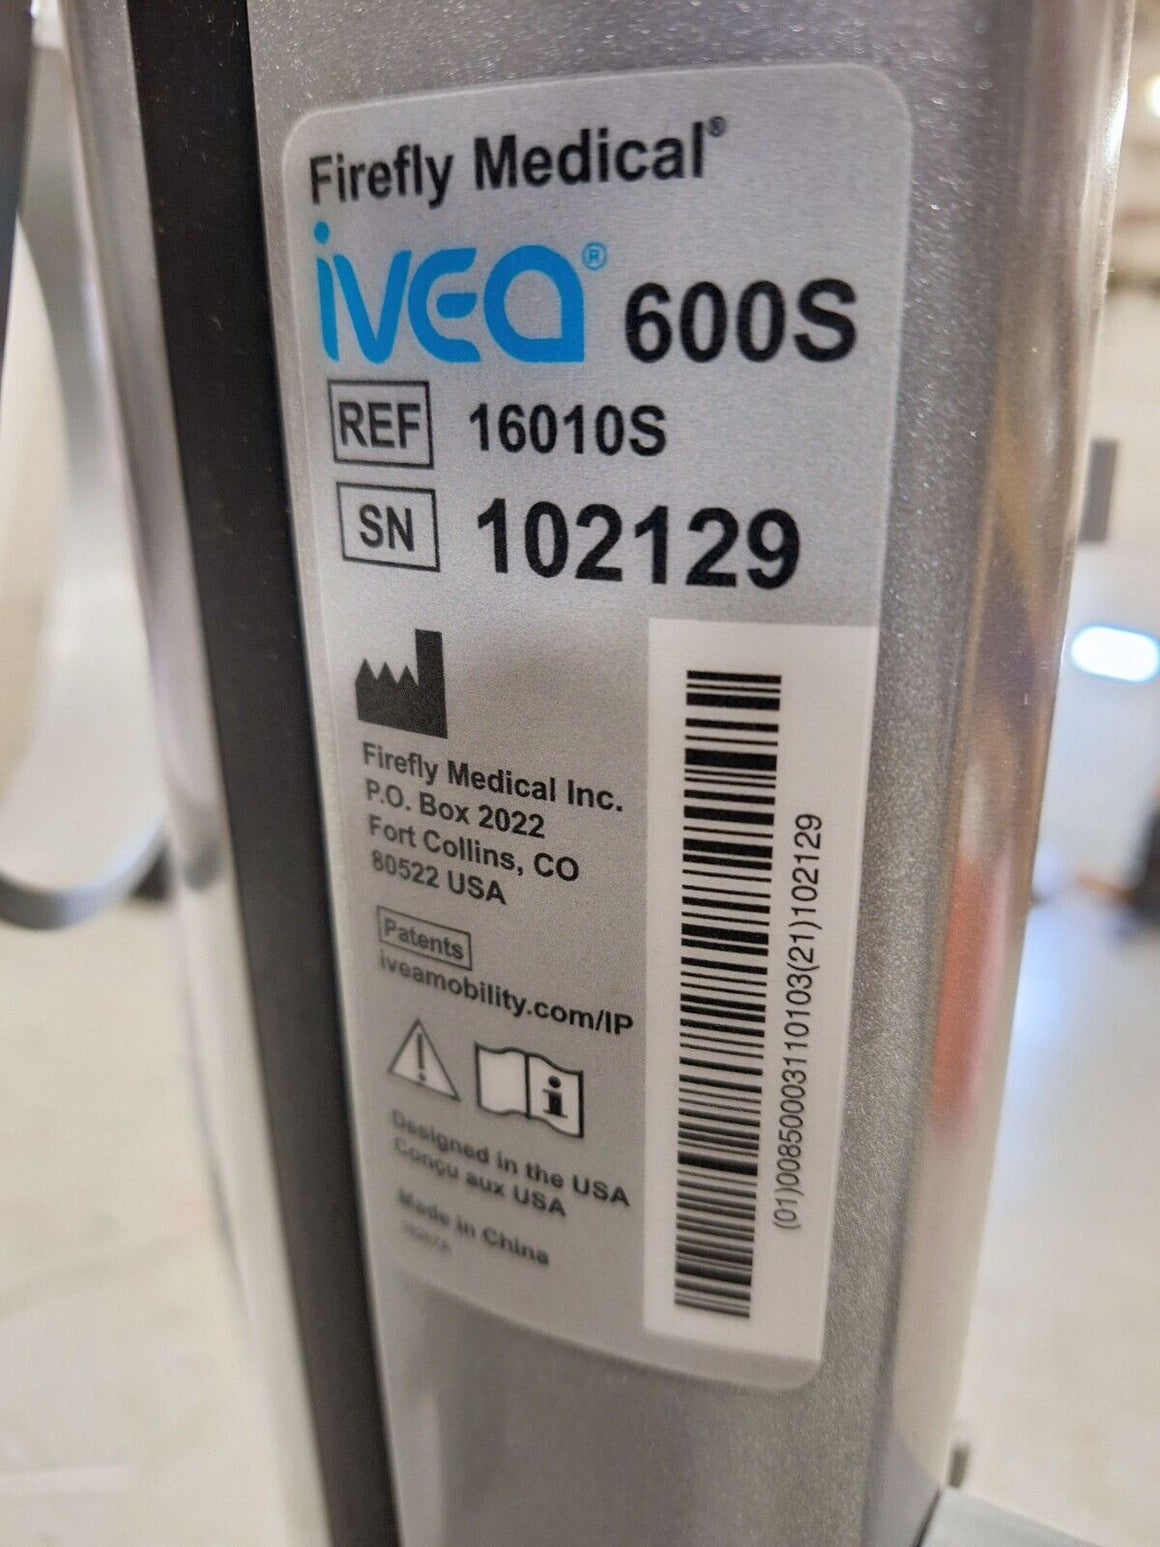 Firefly Medical®
ivea® 600S
REF 16010S
SN 102129
Firefly Medical Inc.
P.O. Box 2022
Fort Collins, CO
80522 USA
Patents
iveamobility.com/IP
Designed in the USA
Conçu aux USA
Made in China
(01)00850003110103(21)102129